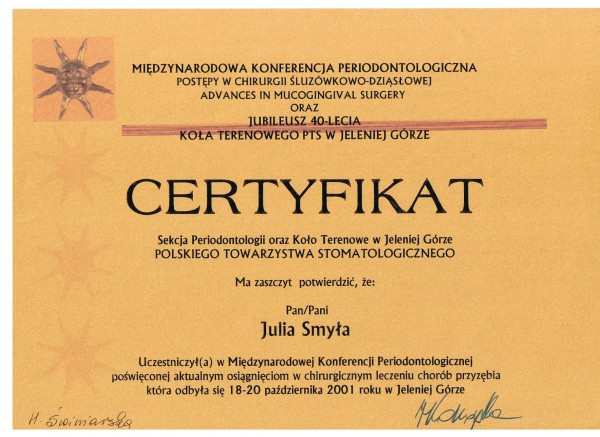 MIĘDZYNARODOWA KONFERENCJA PERIODONTOLOGICZNA
POSTĘPY W CHIRURGII ŚLUZÓWKOWO-DZIĄSŁOWEJ
ADVANCES IN MUCOGINGIVAL SURGERY
ORAZ
JUBILEUSZ 40-LECIA
KOŁA TERENOWEGO PTS W JELENIEJ GÓRZE
CERTYFIKAT
Sekcja Periodontologii oraz Koło Terenowe w Jeleniej Górze
POLSKIEGO TOWARZYSTWA STOMATOLOGICZNEGO
Ma zaszczyt potwierdzić, że:
Pan/Pani
Julia Smyła
Uczestniczył(a) w Międzynarodowej Konferencji Periodontologicznej
poświęconej aktualnym osiągnięciom w chirurgicznym leczeniu chorób przyzębia
która odbyła się 18-20 października 2001 roku w Jeleniej Górze
H. Świniarska